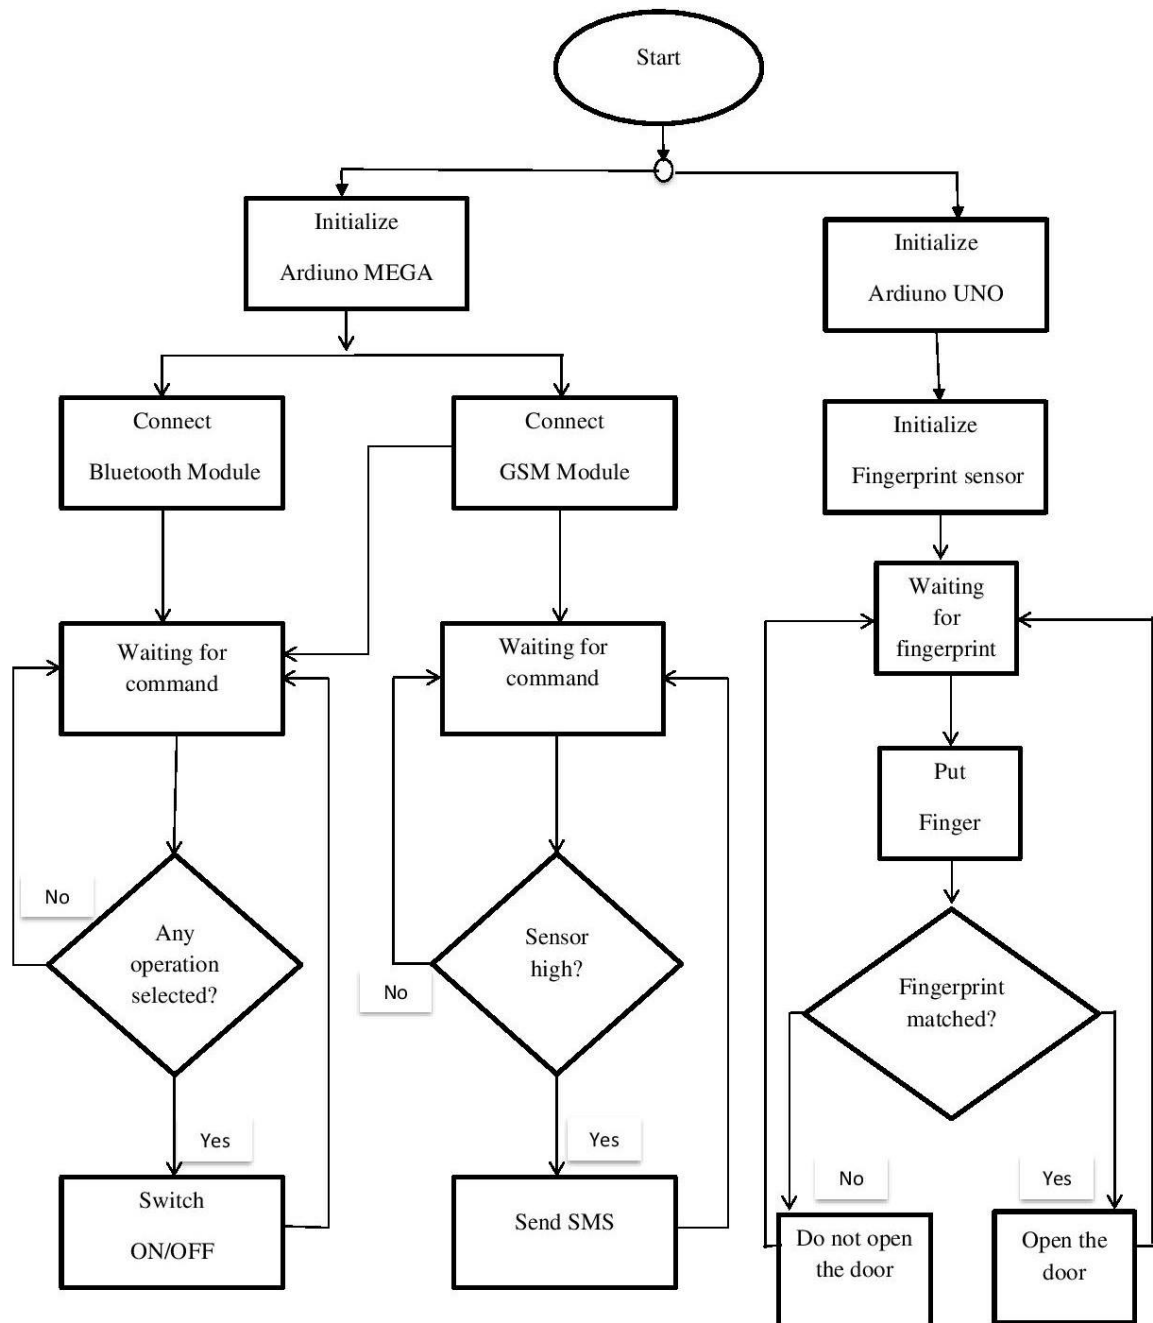 Start
Initialize
Ardiuno MEGA
Initialize
Ardiuno UNO
Connect
Bluetooth Module
Connect
GSM Module
Initialize
Fingerprint sensor
Waiting for
command
Waiting for
command
Waiting
for
fingerprint
Put
Finger
No
Any
operation
selected?
Sensor
high?
No
Fingerprint
matched?
Yes
Yes
No
Yes
Switch
ON/OFF
Send SMS
Do not open
the door
Open the
door